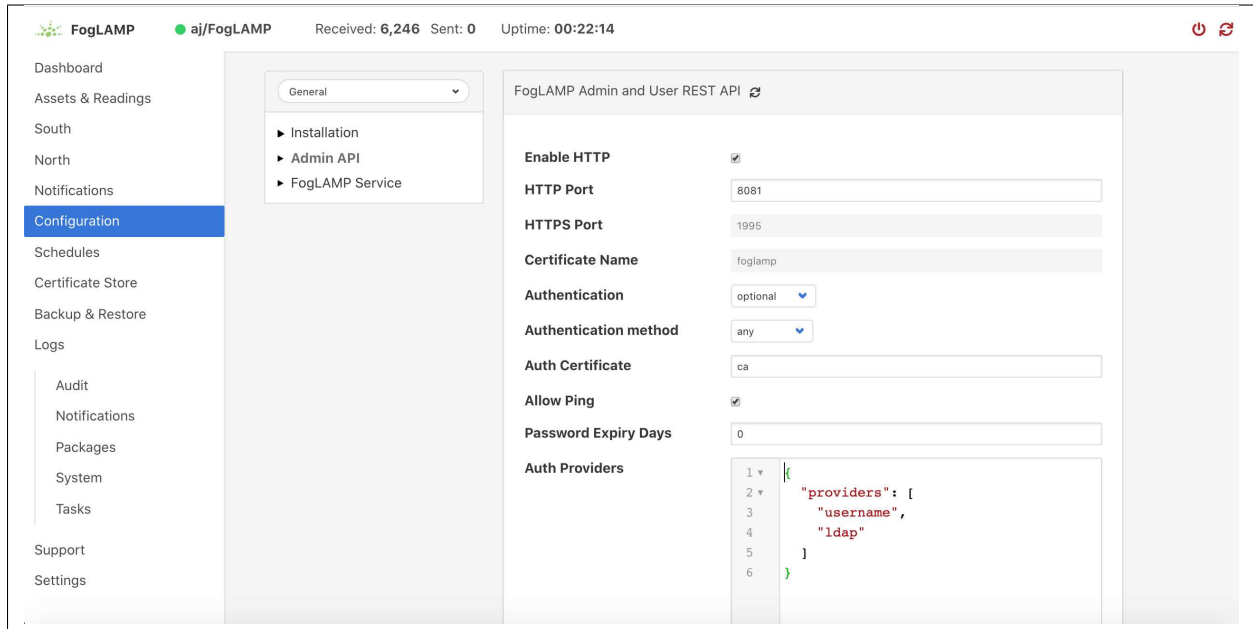 FogLAMP aj/FogLAMP Received: 6,246 Sent: 0 Uptime: 00:22:14
Dashboard
Assets & Readings
South
North
Notifications
Configuration
Schedules
Certificate Store
Backup & Restore
Logs
Audit
Notifications
Packages
System
Tasks
Support
Settings
General
Installation
Admin API
FogLAMP Service
FogLAMP Admin and User REST API
Enable HTTP
HTTP Port 8081
HTTPS Port 1995
Certificate Name foglamp
Authentication optional
Authentication method any
Auth Certificate ca
Allow Ping
Password Expiry Days 0
Auth Providers
1 {
2 "providers": [
3 "username",
4 "ldap"
5 ]
6 }